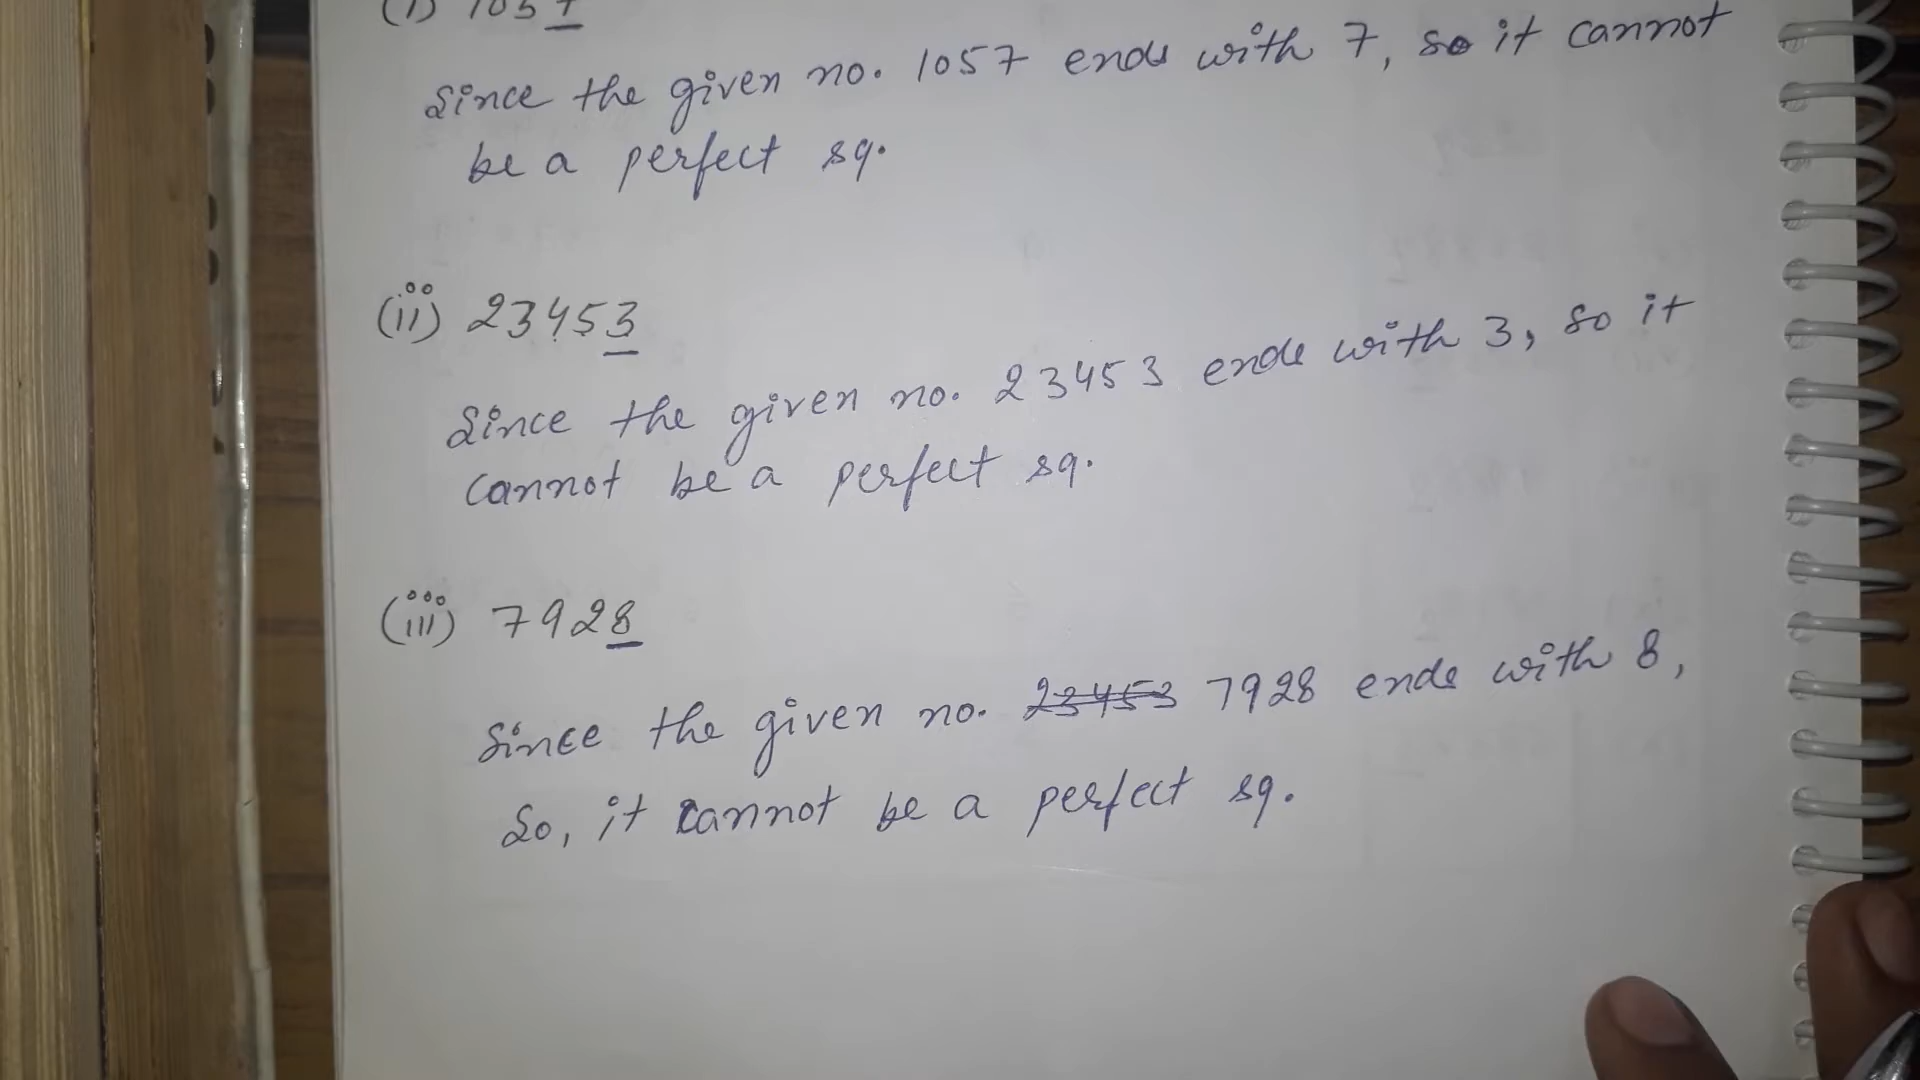 (i) 1057
Since the given no. 1057 ends with 7, so it cannot
be a perfect sq.
(ii) 23453
Since the given no. 23453 ends with 3, so it
cannot be a perfect sq.
(iii) 7928
Since the given no. 23453 7928 ends with 8,
So, it cannot be a perfect sq.